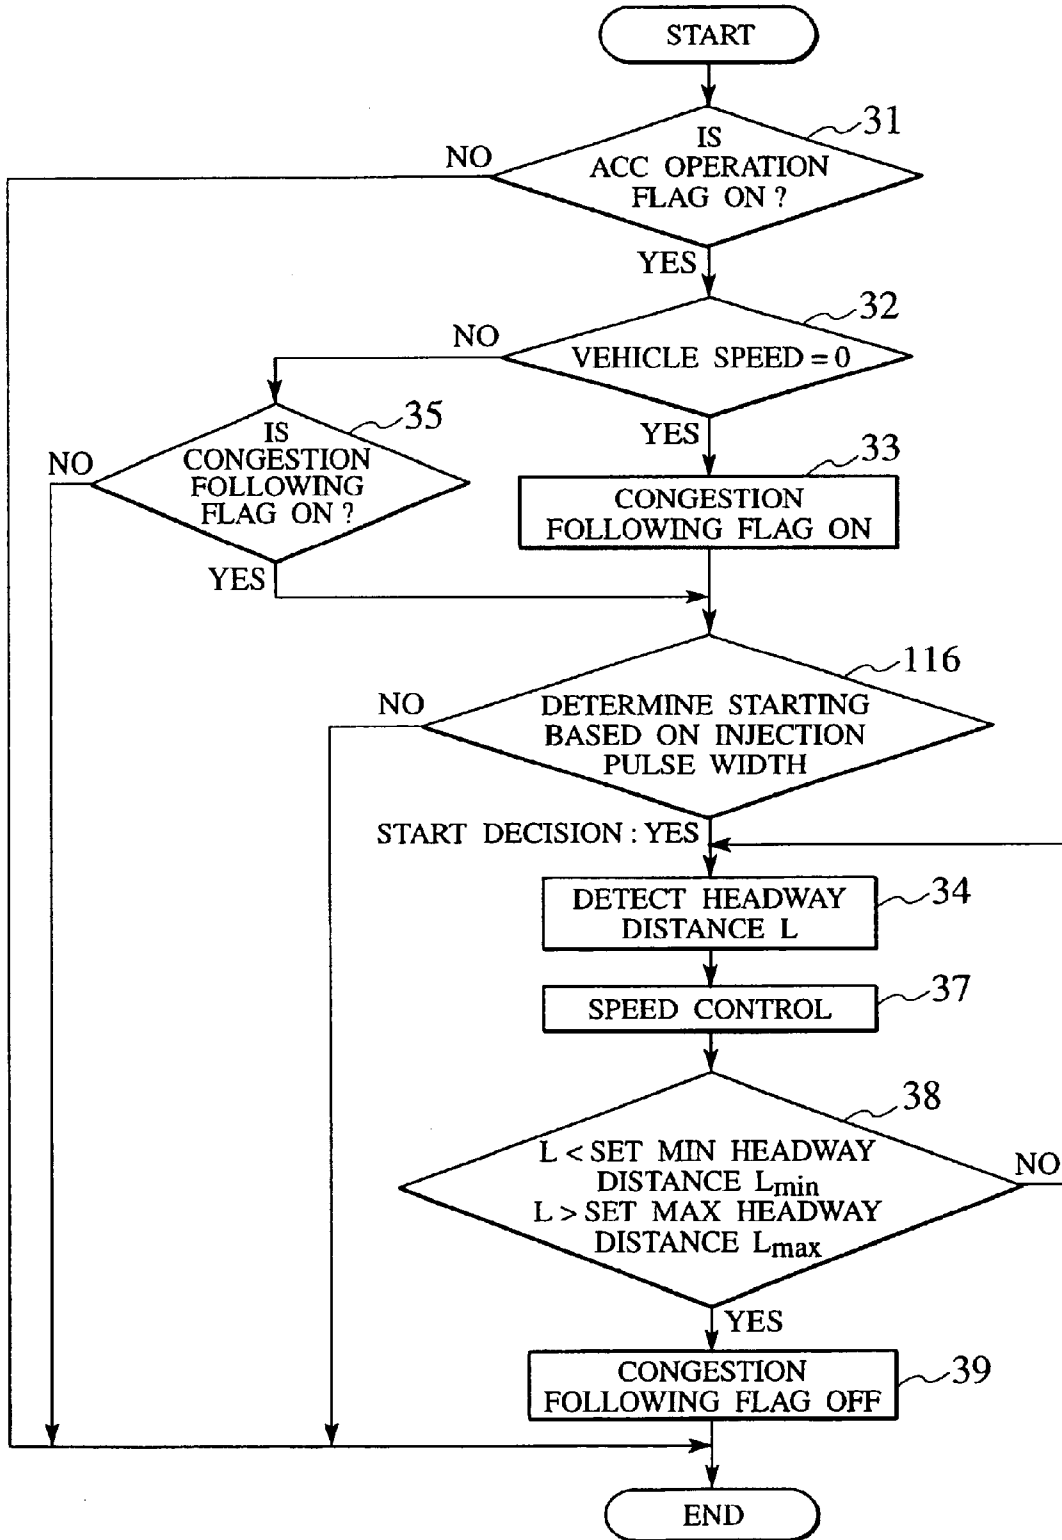 START
31
IS
ACC OPERATION
FLAG ON ?
NO
YES
32
VEHICLE SPEED = 0
NO
YES
35
IS
CONGESTION
FOLLOWING
FLAG ON ?
NO
YES
33
CONGESTION
FOLLOWING FLAG ON
116
DETERMINE STARTING
BASED ON INJECTION
PULSE WIDTH
NO
START DECISION : YES
34
DETECT HEADWAY
DISTANCE L
37
SPEED CONTROL
38
L < SET MIN HEADWAY
DISTANCE Lmin
L > SET MAX HEADWAY
DISTANCE Lmax
NO
YES
39
CONGESTION
FOLLOWING FLAG OFF
END